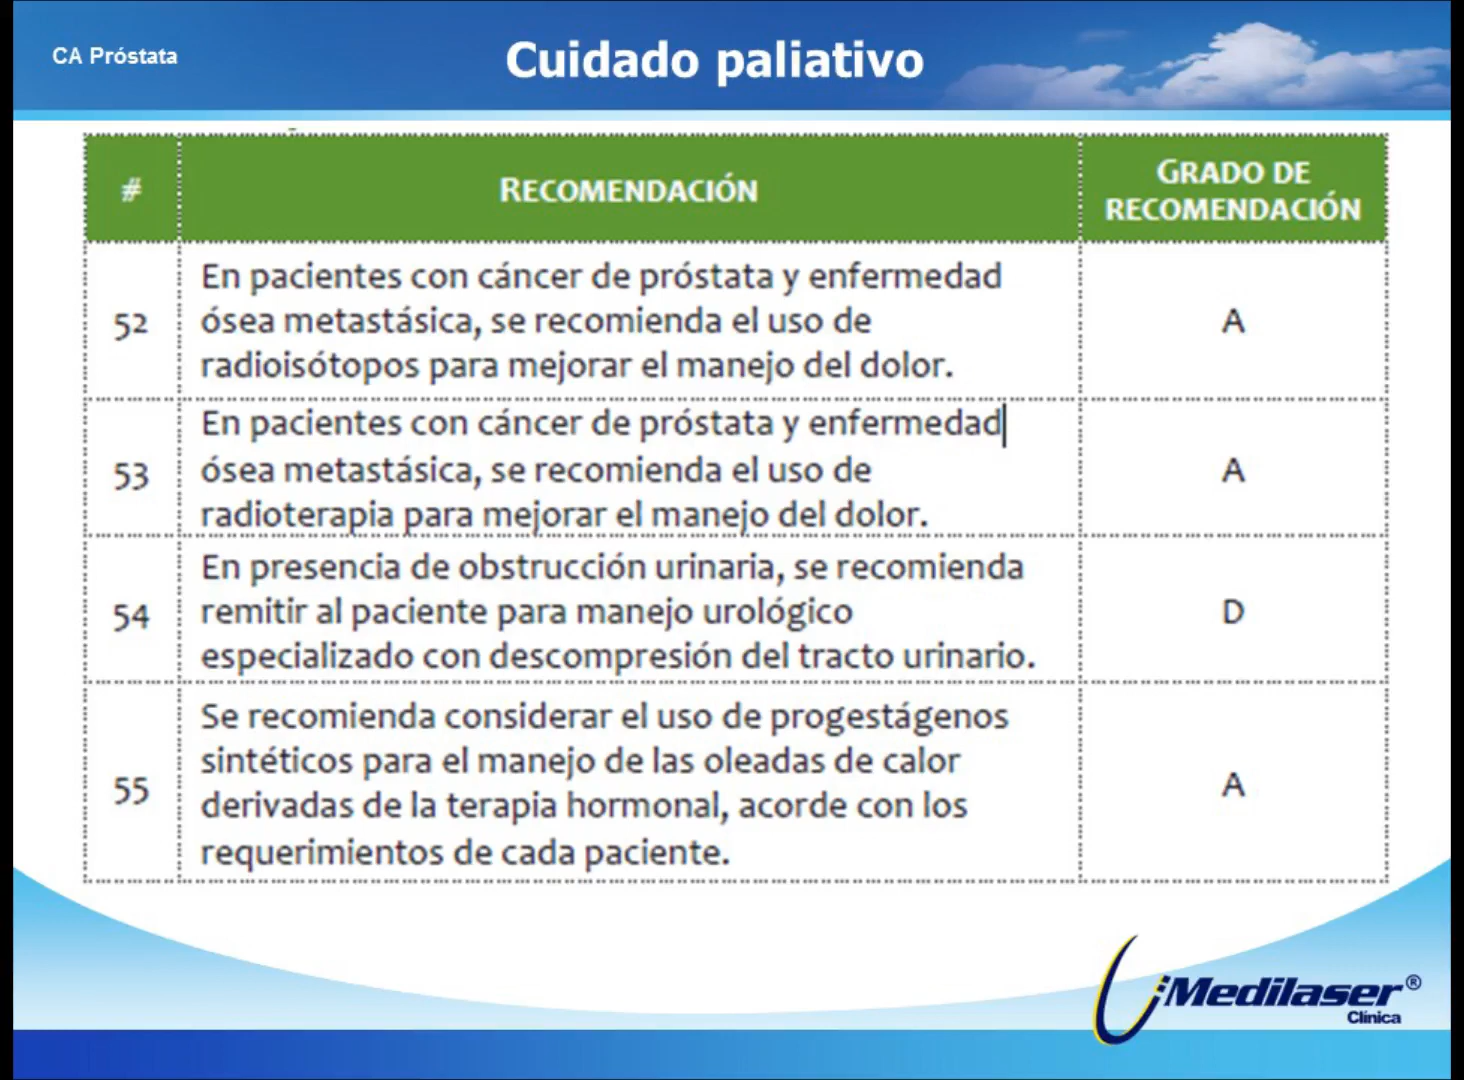 CA Próstata
Cuidado paliativo
#
RECOMENDACIÓN
GRADO DE
RECOMENDACIÓN
52
En pacientes con cáncer de próstata y enfermedad
ósea metastásica, se recomienda el uso de
radioisótopos para mejorar el manejo del dolor.
A
53
En pacientes con cáncer de próstata y enfermedad
ósea metastásica, se recomienda el uso de
radioterapia para mejorar el manejo del dolor.
A
54
En presencia de obstrucción urinaria, se recomienda
remitir al paciente para manejo urológico
especializado con descompresión del tracto urinario.
D
55
Se recomienda considerar el uso de progestágenos
sintéticos para el manejo de las oleadas de calor
derivadas de la terapia hormonal, acorde con los
requerimientos de cada paciente.
A
Medilaser®
Clínica